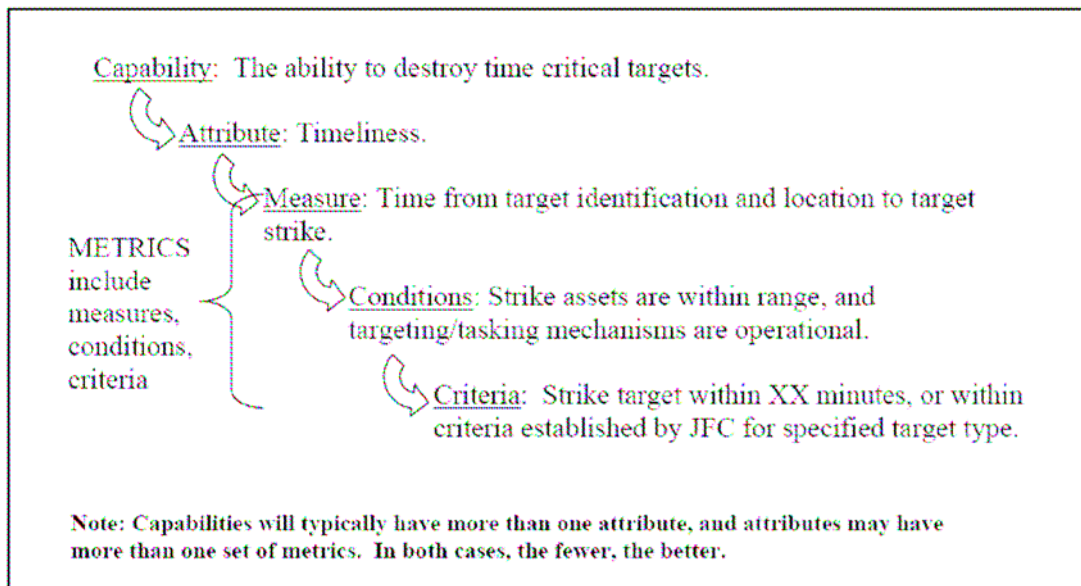 Capability: The ability to destroy time critical targets.
Attribute: Timeliness.
Measure: Time from target identification and location to target
strike.
METRICS
include
measures,
conditions,
criteria
Conditions: Strike assets are within range, and
targeting/tasking mechanisms are operational.
Criteria: Strike target within XX minutes, or within
criteria established by JFC for specified target type.
Note: Capabilities will typically have more than one attribute, and attributes may have
more than one set of metrics. In both cases, the fewer, the better.